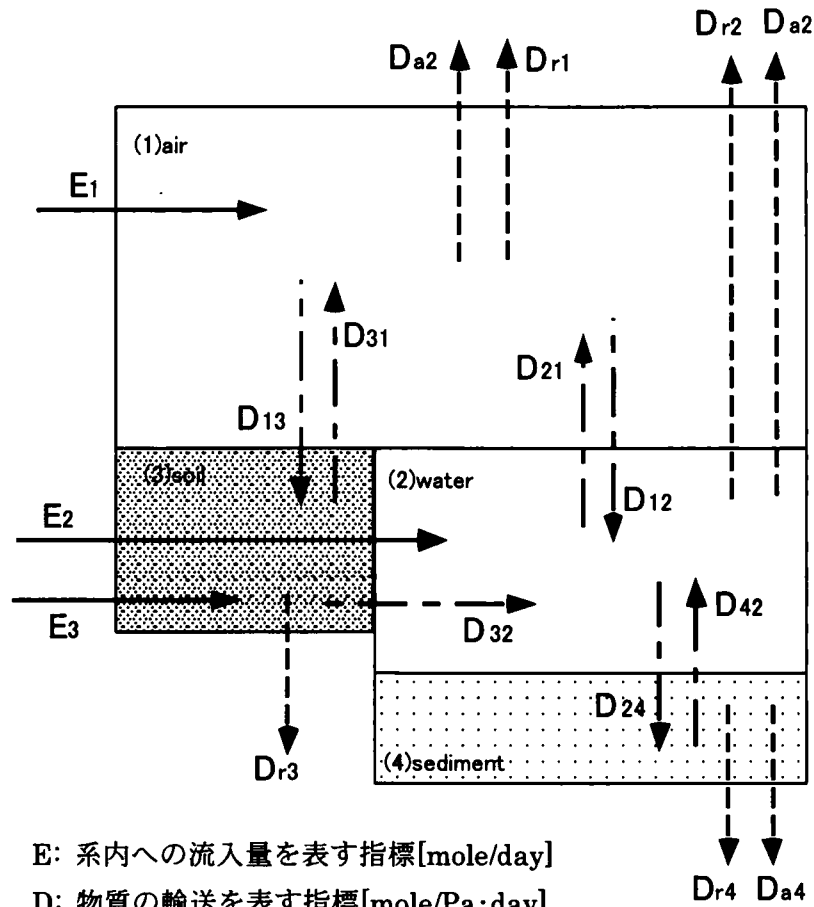 Dr2 Da2
Da2 Dr1
(1)air
E1
D31
D21
D13
(3)soil
(2)water
E2
D12
E3
D32
D42
D24
Dr3
(4)sediment
E: 系内への流入量を表す指標[mole/day]
D: 物質の輸送を表す指標[mole/Pa·day]
Dr4 Da4